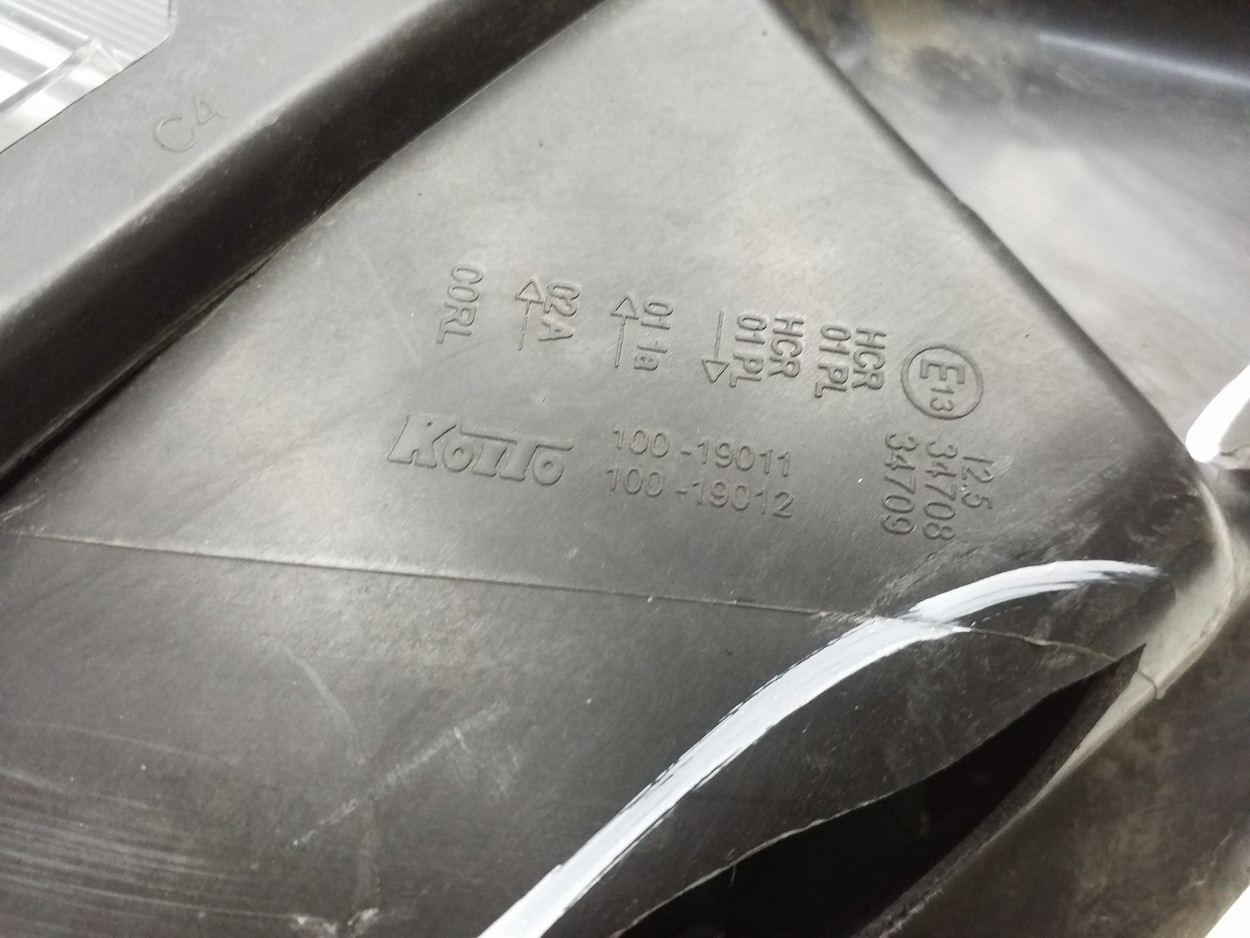 C4
E13
12.5
34708
34709
HCR
01 PL
HCR
01 PL
01 1a
02A
00RL
KOITO
100-19011
100-19012